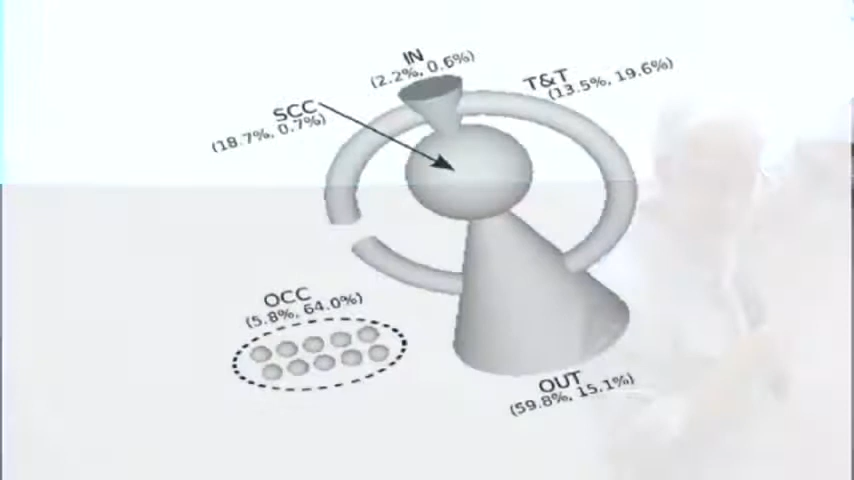 IN
(2.2%, 0.6%)
T&T
(13.5%, 19.6%)
SCC
(18.7%, 0.7%)
OCC
(5.8%, 64.0%)
OUT
(59.8%, 15.1%)